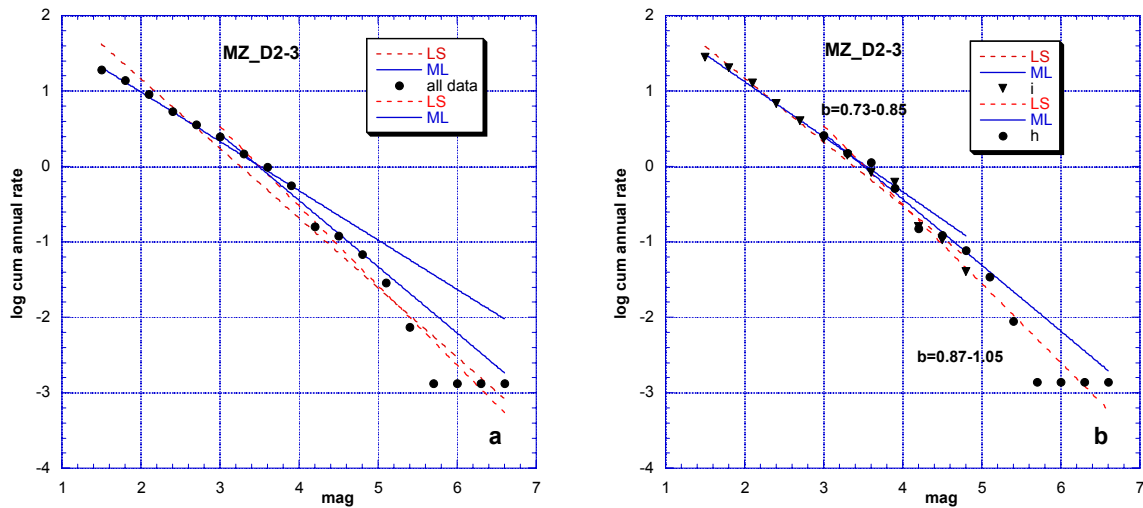 MZ_D2-3
LS
ML
all data
LS
ML
2
1
0
-1
-2
-3
-4
log cum annual rate
1 2 3 4 5 6 7
mag
a
MZ_D2-3
LS
ML
i
LS
ML
h
b=0.73-0.85
b=0.87-1.05
2
1
0
-1
-2
-3
-4
log cum annual rate
1 2 3 4 5 6 7
mag
b